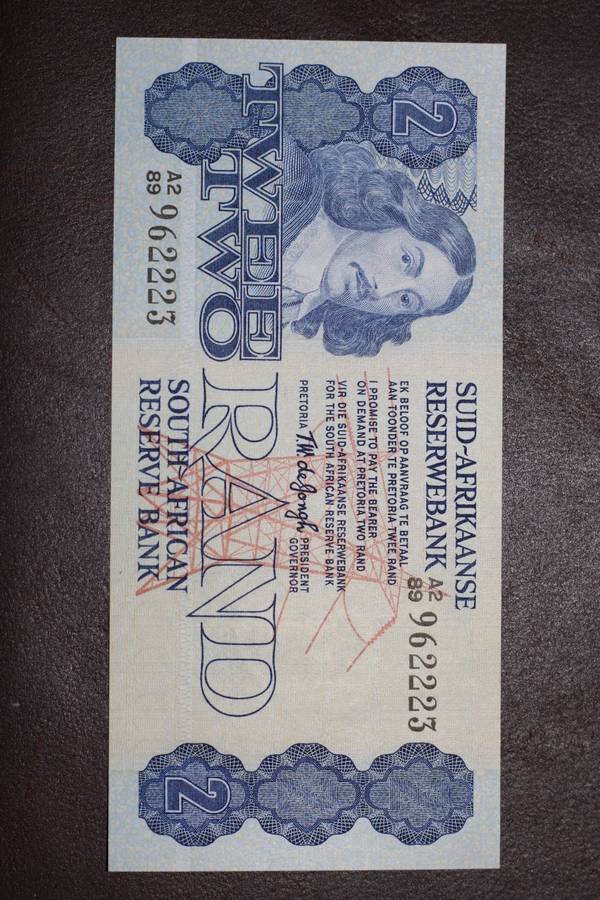 2
SUID-AFRIKAANSE
RESERWEBANK
A2
89 962223
EK BELOOF OP AANVRAAG TE BETAAL
AAN TOONDER TE PRETORIA TWEE RAND
I PROMISE TO PAY THE BEARER
ON DEMAND AT PRETORIA TWO RAND
VIR DIE SUID-AFRIKAANSE RESERWEBANK
FOR THE SOUTH AFRICAN RESERVE BANK
PRETORIA T.W. de Jongh PRESIDENT
GOVERNOR
TWEE
TWO
RAND
A2
89 962223
SOUTH AFRICAN
RESERVE BANK
2